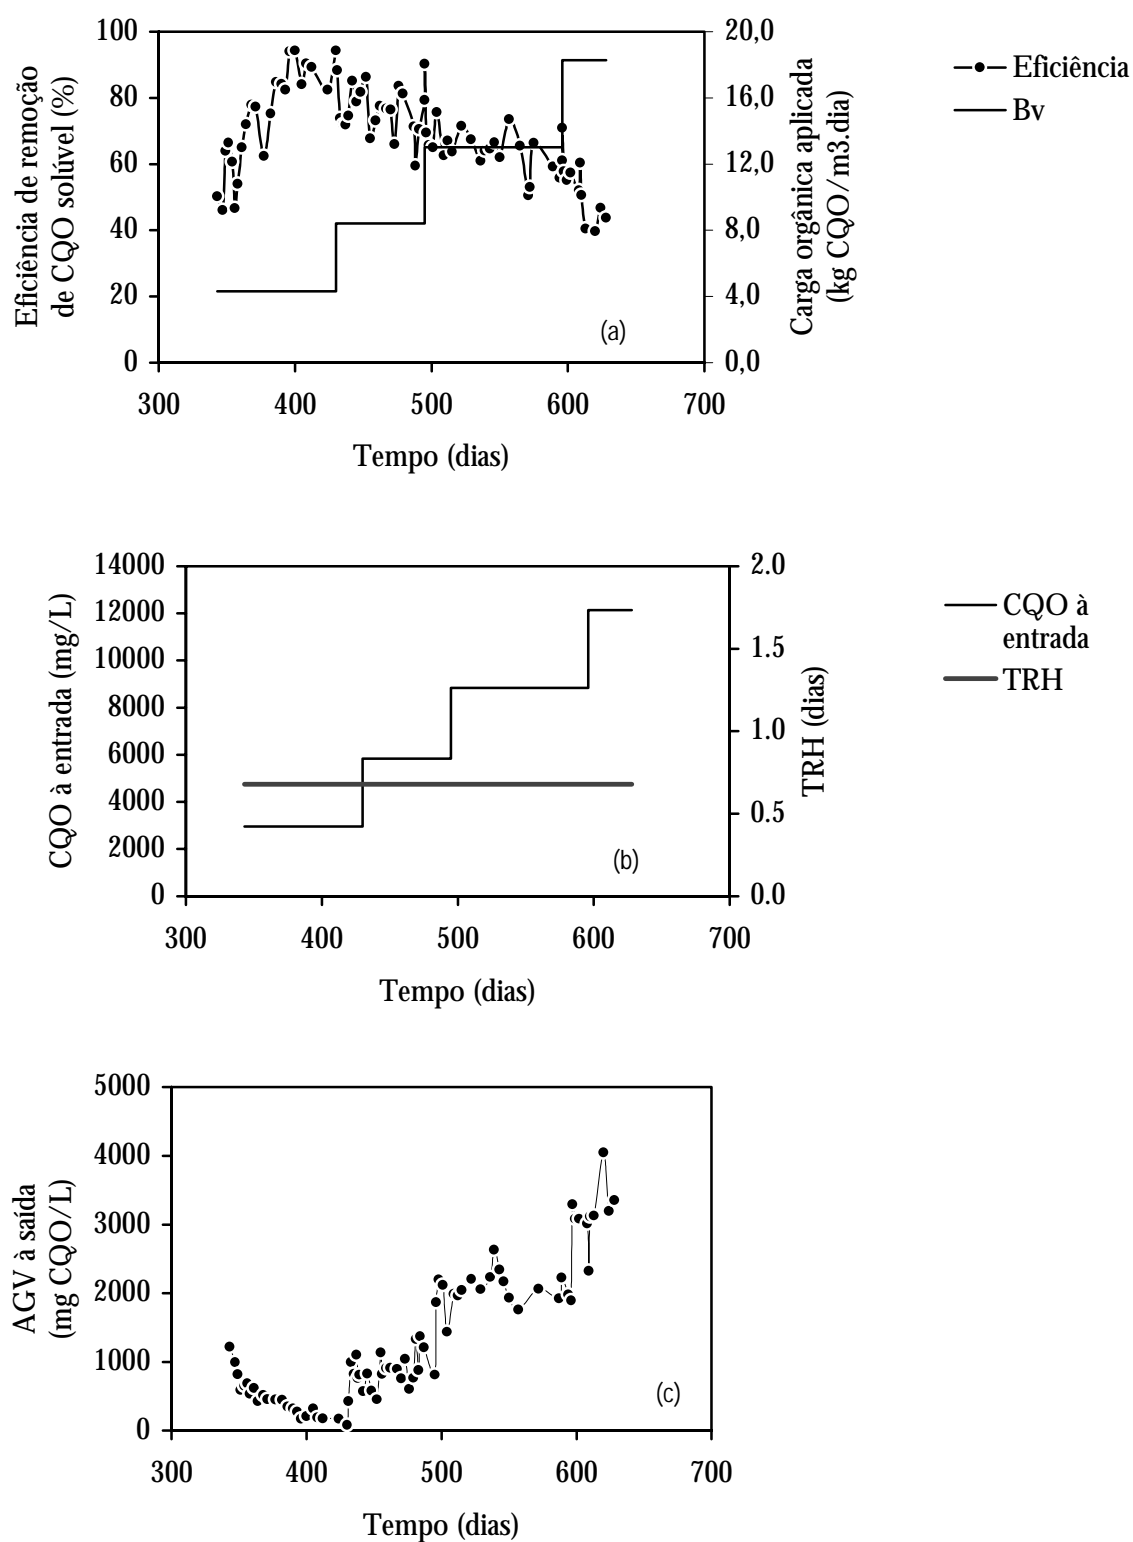 Eficiência de remoção
de CQO solúvel (%)
100
80
60
40
20
0
20,0
16,0
12,0
8,0
4,0
0,0
Carga orgânica aplicada
(kg CQO/m3.dia)
(a)
300
400
500
600
700
Tempo (dias)
Eficiência
Bv
CQO à entrada (mg/L)
14000
12000
10000
8000
6000
4000
2000
0
2.0
1.5
1.0
0.5
0.0
TRH (dias)
(b)
300
400
500
600
700
Tempo (dias)
CQO à
entrada
TRH
AGV à saída
(mg CQO/L)
5000
4000
3000
2000
1000
0
(c)
300
400
500
600
700
Tempo (dias)